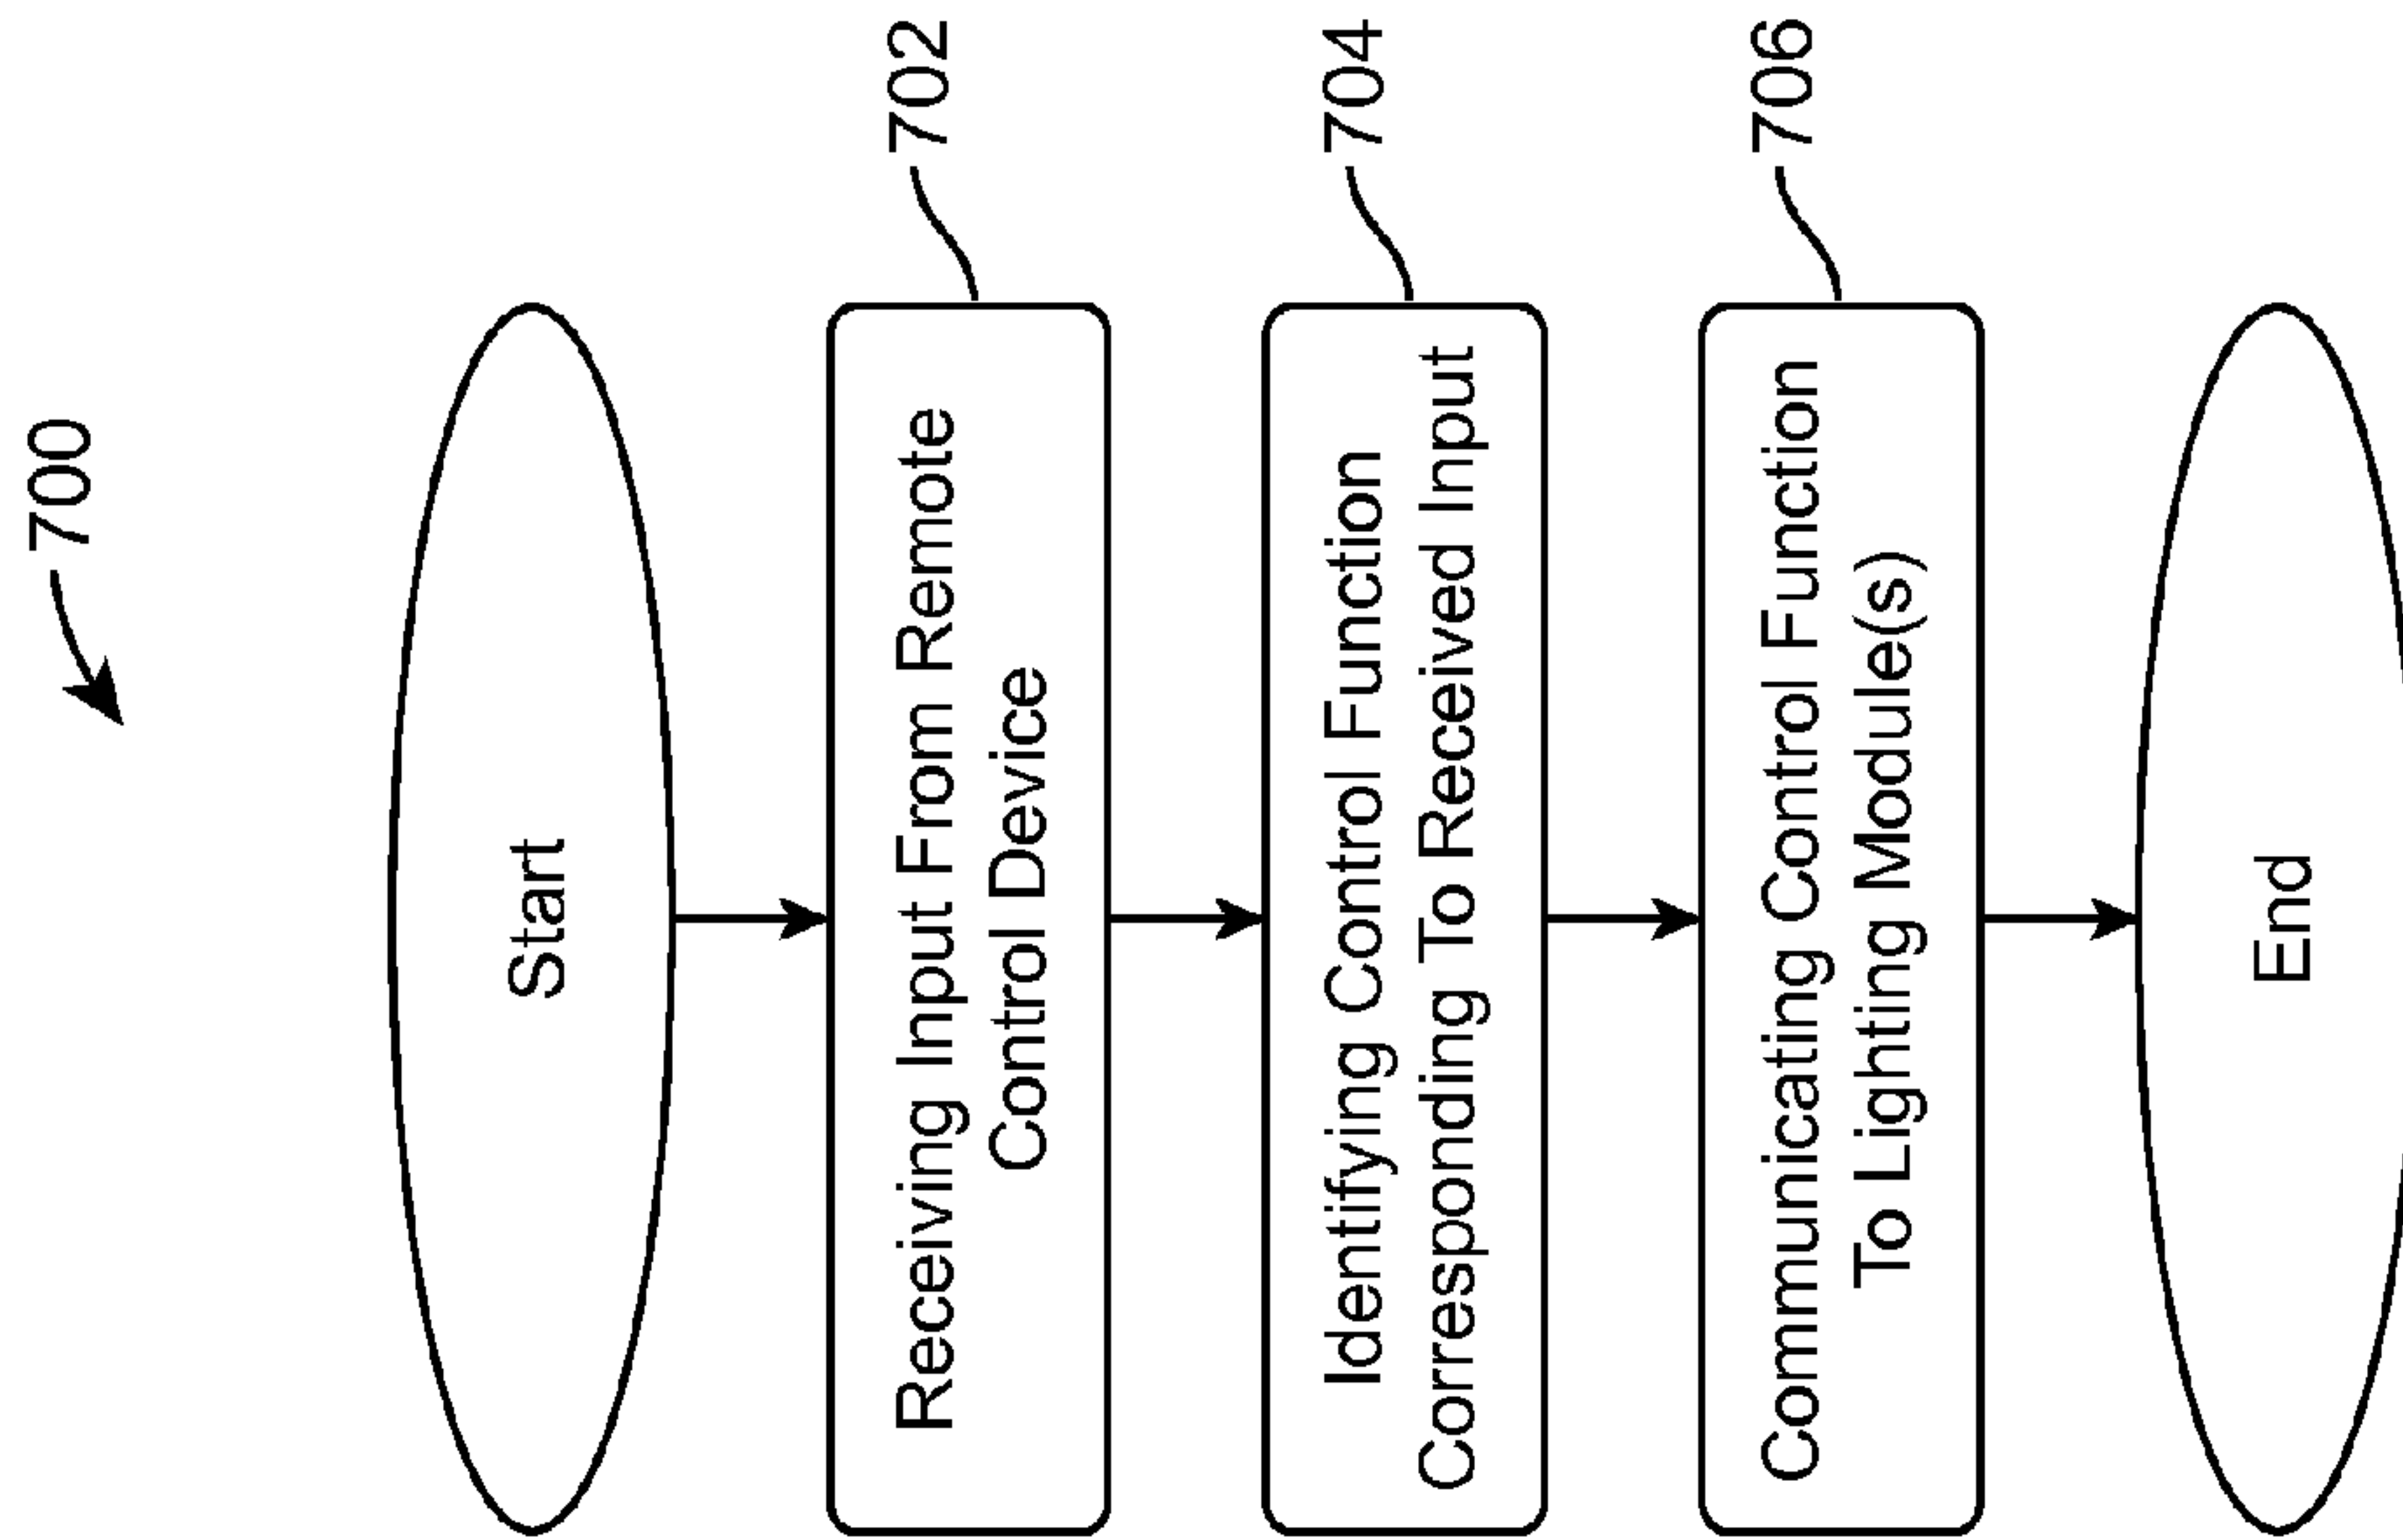 700
Start
Receiving Input From Remote
Control Device
702
Identifying Control Function
Corresponding To Received Input
704
Communicating Control Function
To Lighting Module(s)
706
End